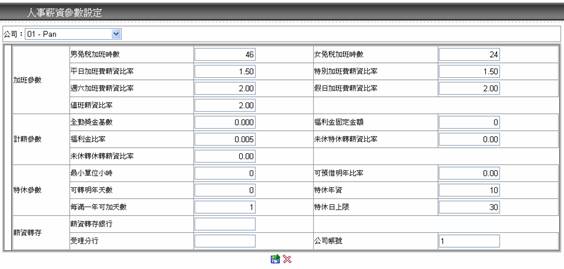 人事薪資參數設定
公司： 01 - Pan
加班參數
男免稅加班時數 46 女免稅加班時數 24
平日加班費薪資比率 1.50 特別加班費薪資比率 1.50
週六加班費薪資比率 2.00 假日加班費薪資比率 2.00
值班薪資比率 2.00
計薪參數
全勤獎金基數 0.000 福利金固定金額 0
福利金比率 0.005 未休特休轉薪資比率 0.00
未休轉休轉薪資比率 0.00
特休參數
最小單位小時 0 可預借明年比率 0.00
可轉明年天數 0 特休年資 10
每滿一年可加天數 1 特休日上限 30
薪資轉存
薪資轉存銀行
受理分行 公司帳號 1